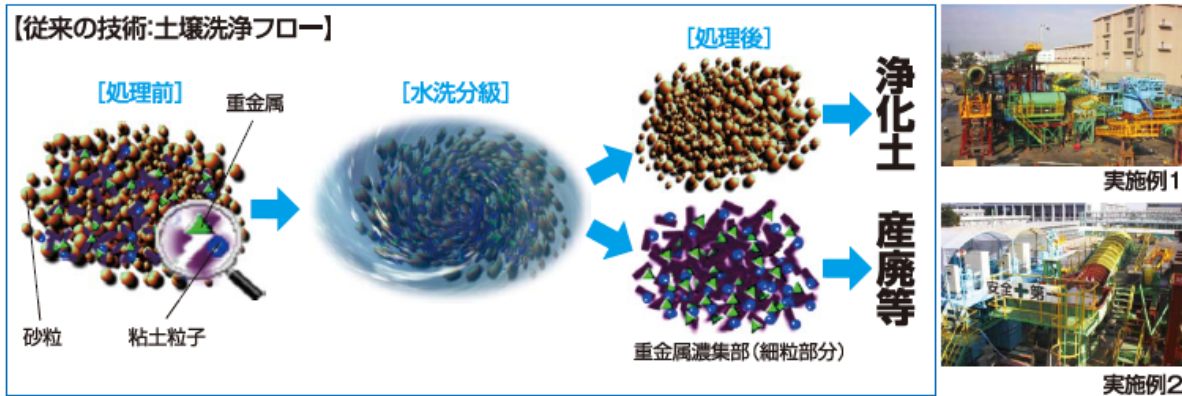 【従来の技術:土壌洗浄フロー】
[処理前]
重金属
砂粒
粘土粒子
[水洗分級]
[処理後]
浄化土
産廃等
重金属濃集部(細粒部分)
実施例1
安全✚第
実施例2